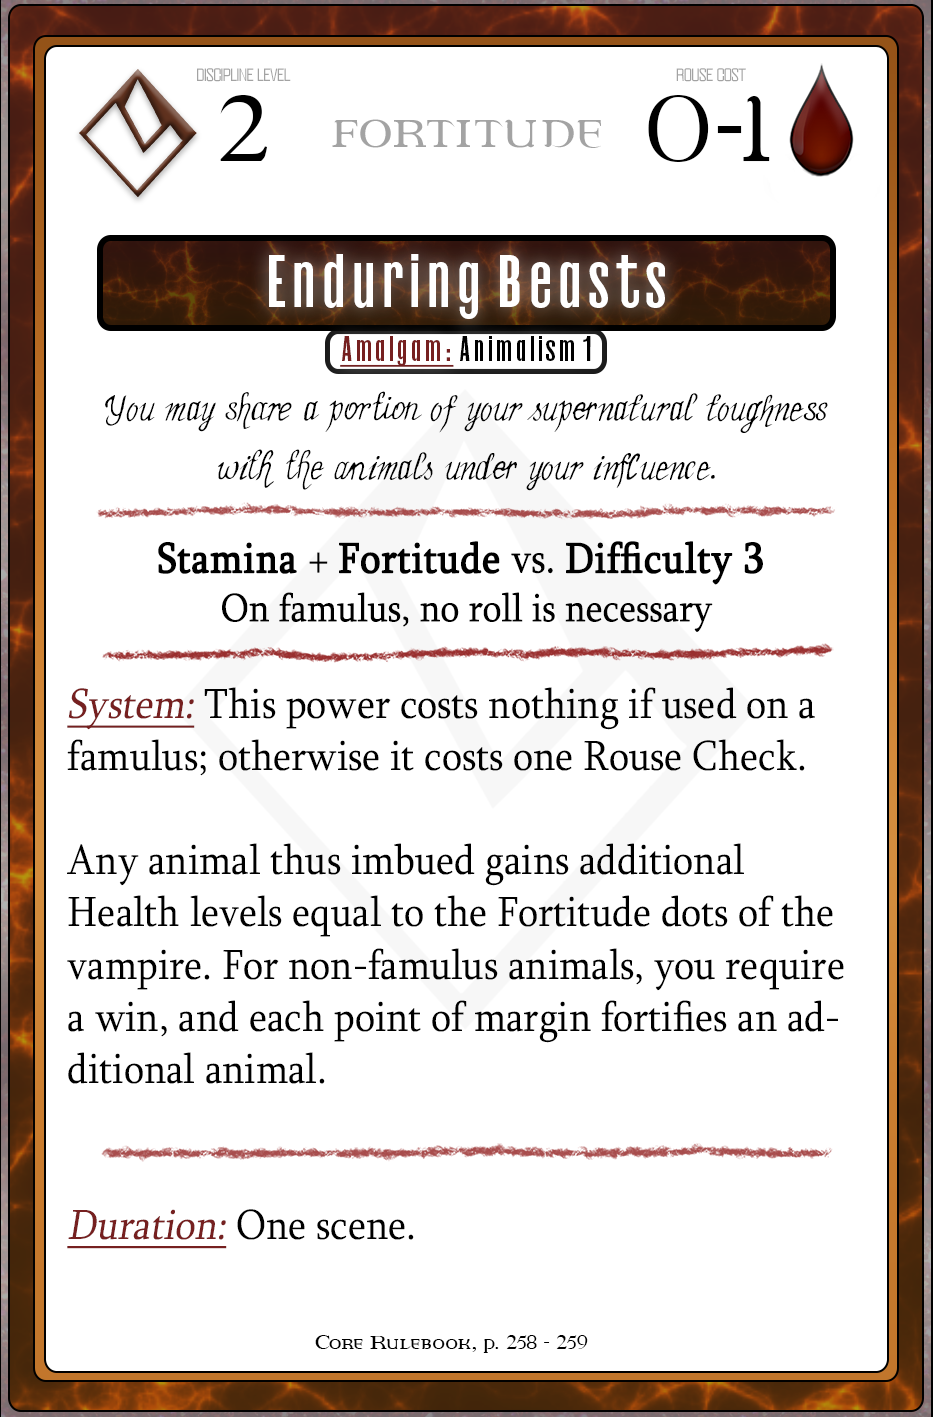 DISCIPLINE LEVEL
2
FORTITUDE
ROUSE COST
0-1
Enduring Beasts
Amalgam: Animalism 1
You may share a portion of your supernatural toughness
with the animals under your influence.
Stamina + Fortitude vs. Difficulty 3
On famulus, no roll is necessary
System: This power costs nothing if used on a
famulus; otherwise it costs one Rouse Check.
Any animal thus imbued gains additional
Health levels equal to the Fortitude dots of the
vampire. For non-famulus animals, you require
a win, and each point of margin fortifies an ad-
ditional animal.
Duration: One scene.
Core Rulebook, p. 258 - 259